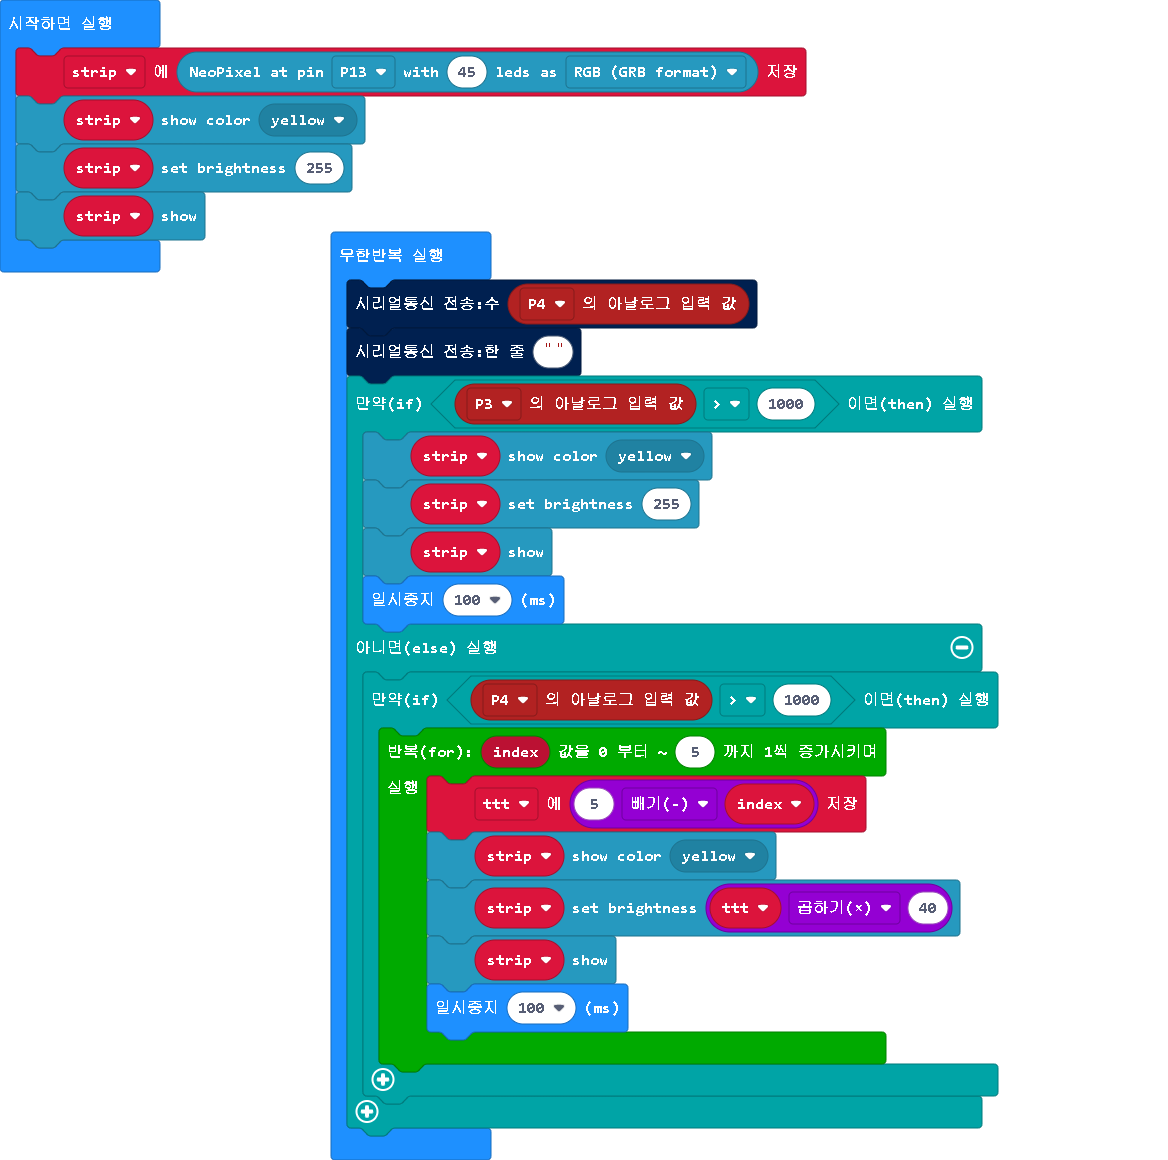 시작하면 실행
strip 에 NeoPixel at pin P13 with 45 leds as RGB (GRB format) 저장
strip show color yellow
strip set brightness 255
strip show
무한반복 실행
시리얼통신 전송:수 P4 의 아날로그 입력 값
시리얼통신 전송:한 줄 " "
만약(if) P3 의 아날로그 입력 값 > 1000 이면(then) 실행
strip show color yellow
strip set brightness 255
strip show
일시중지 100 (ms)
아니면(else) 실행
만약(if) P4 의 아날로그 입력 값 > 1000 이면(then) 실행
반복(for): index 값을 0 부터 ~ 5 까지 1씩 증가시키며
실행
ttt 에 5 빼기(-) index 저장
strip show color yellow
strip set brightness ttt 곱하기(×) 40
strip show
일시중지 100 (ms)